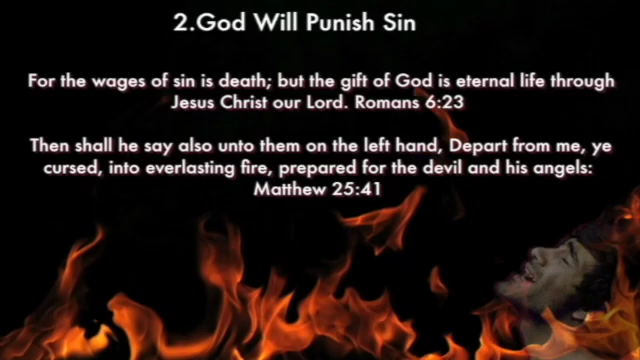 2.God Will Punish Sin
For the wages of sin is death; but the gift of God is eternal life through
Jesus Christ our Lord. Romans 6:23
Then shall he say also unto them on the left hand, Depart from me, ye
cursed, into everlasting fire, prepared for the devil and his angels:
Matthew 25:41